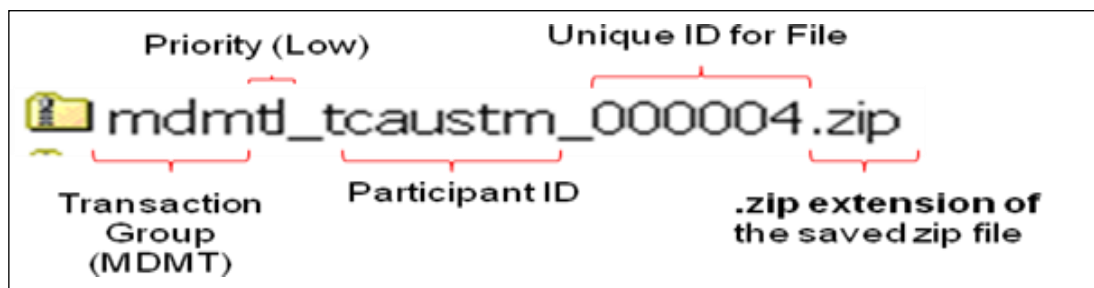 Priority (Low)
Unique ID for File
mdmtl_tcaustm_000004.zip
Transaction
Group
(MDMT)
Participant ID
.zip extension of
the saved zip file